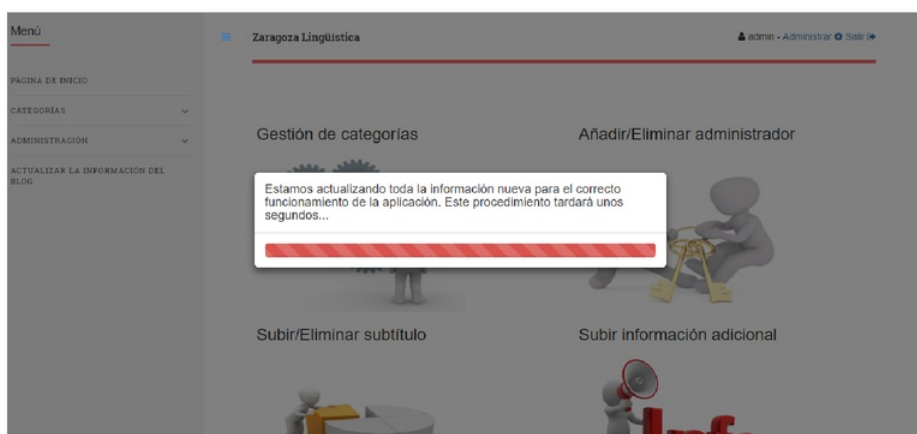 Menú
Zaragoza Lingüística
admin - Administrar Salir
PÁGINA DE INICIO
CATEGORÍAS
ADMINISTRACIÓN
ACTUALIZAR LA INFORMACIÓN DEL
BLOG
Gestión de categorías
Añadir/Eliminar administrador
Estamos actualizando toda la información nueva para el correcto
funcionamiento de la aplicación. Este procedimiento tardará unos
segundos...
Subir/Eliminar subtítulo
Subir información adicional
Info